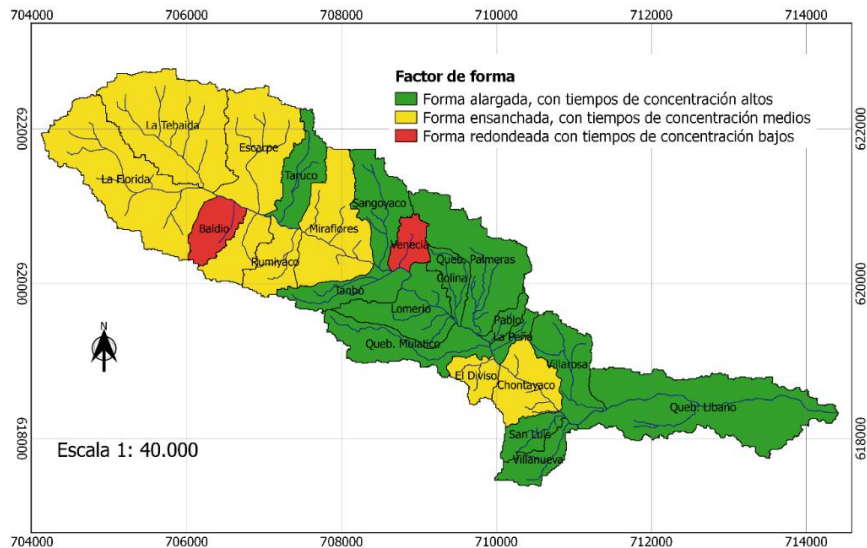 704000 706000 708000 710000 712000 714000
Factor de forma
Forma alargada, con tiempos de concentración altos
Forma ensanchada, con tiempos de concentración medios
Forma redondeada con tiempos de concentración bajos
622000 622000
La Tebaida
Escarpe
Taruco
La Florida
Sangoyaco
Baldio
Miraflores
Venecia
Rumiyaco
Queb. Palmeras
Colina
620000 620000
Tanbo
Lomerio
Pablo
La Peña
Queb. Mulatico
Villarosa
El Diviso
Chontayaco
Queb. Libano
N
Escala 1: 40.000
San Luis
618000 618000
Villanueva
704000 706000 708000 710000 712000 714000